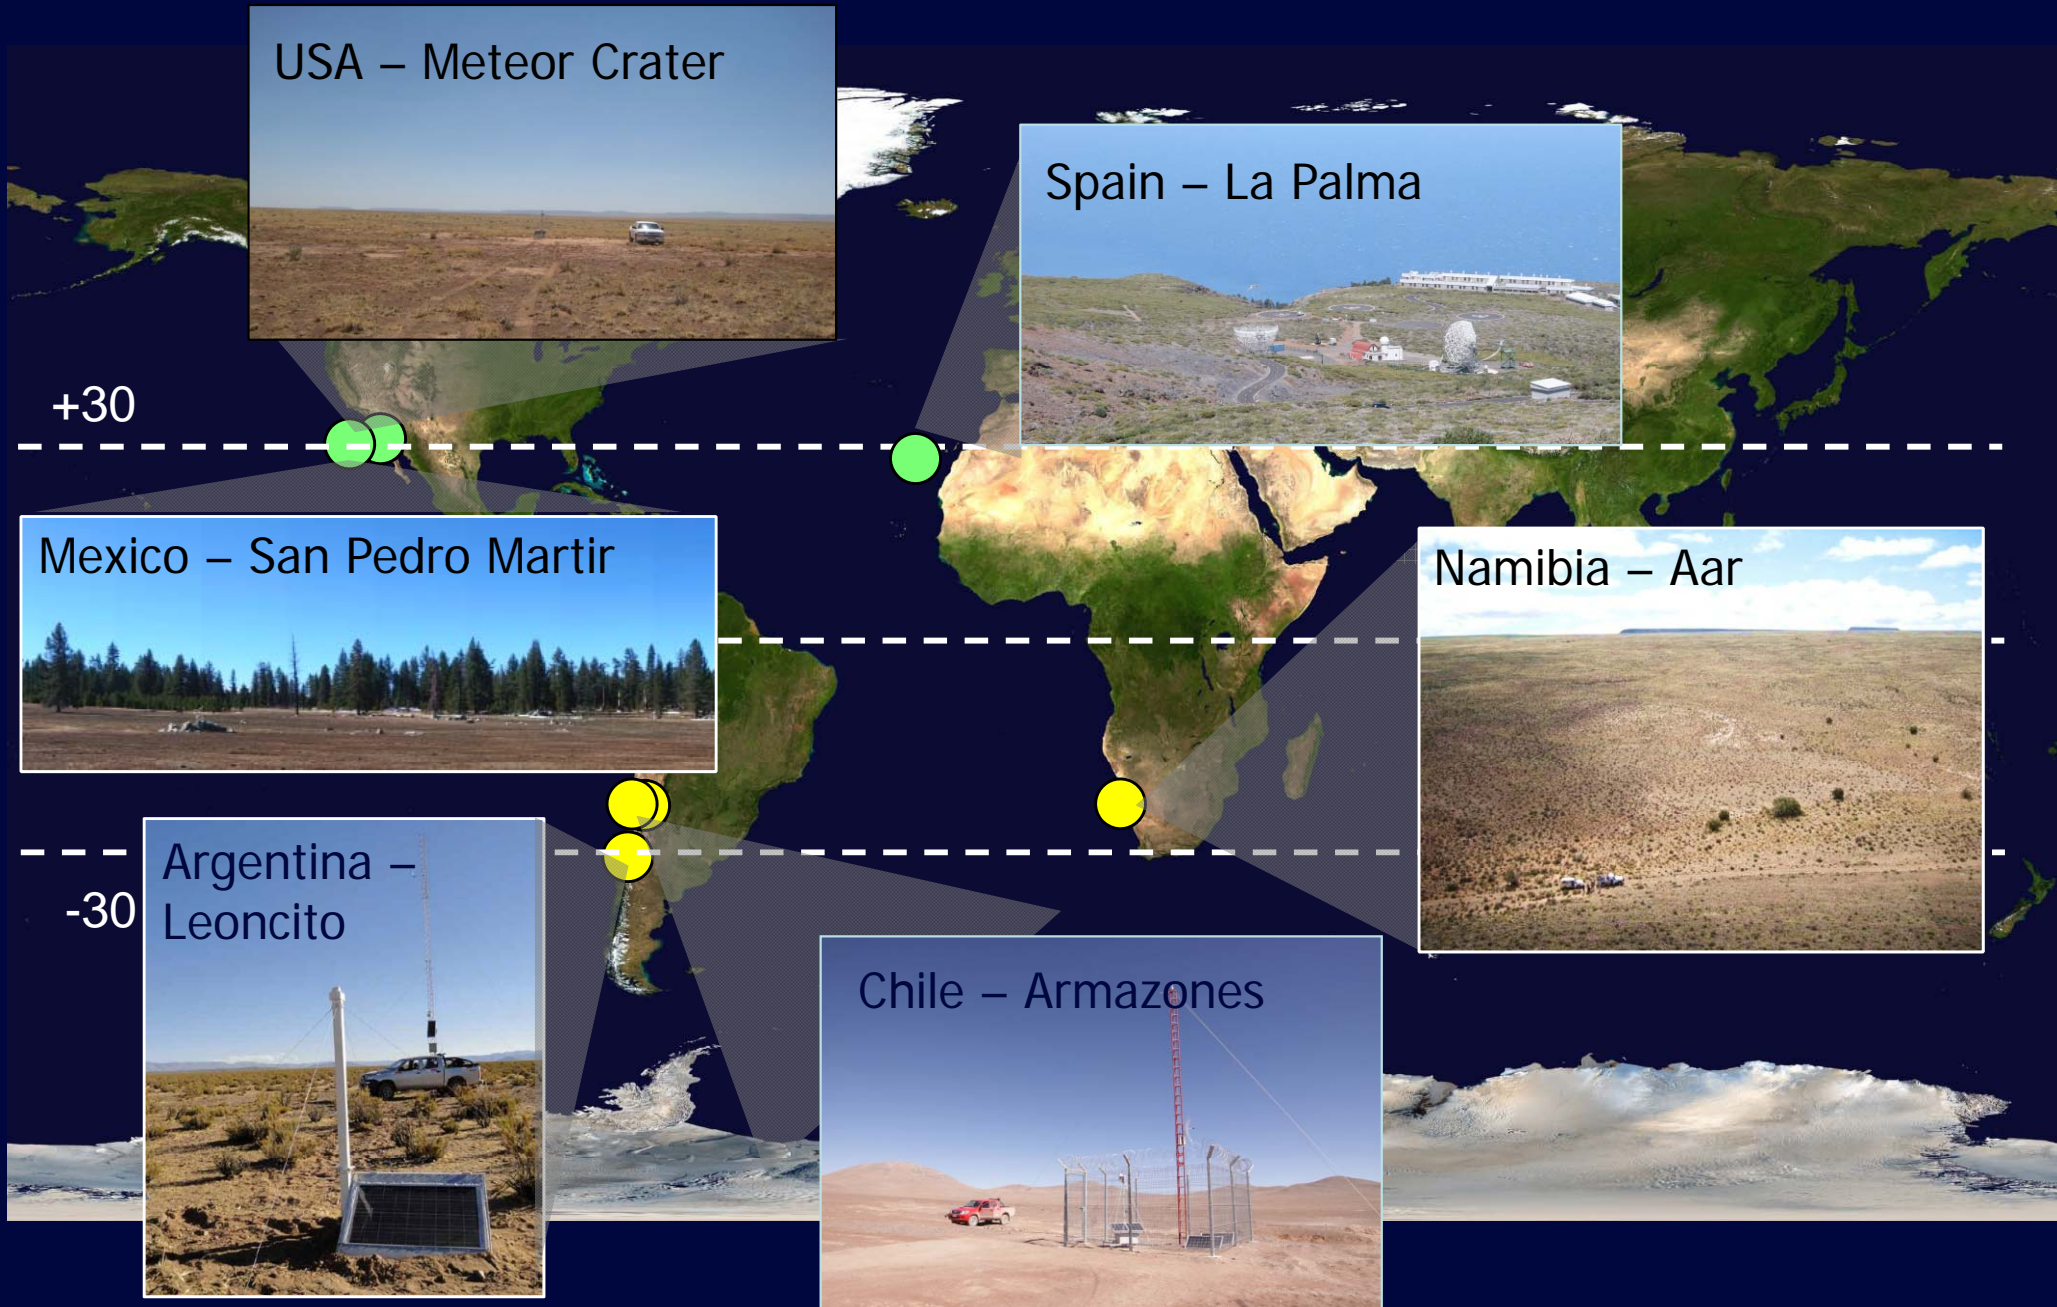 USA – Meteor Crater
Spain – La Palma
+30
Mexico – San Pedro Martir
Namibia – Aar
Argentina –
Leoncito
-30
Chile – Armazones